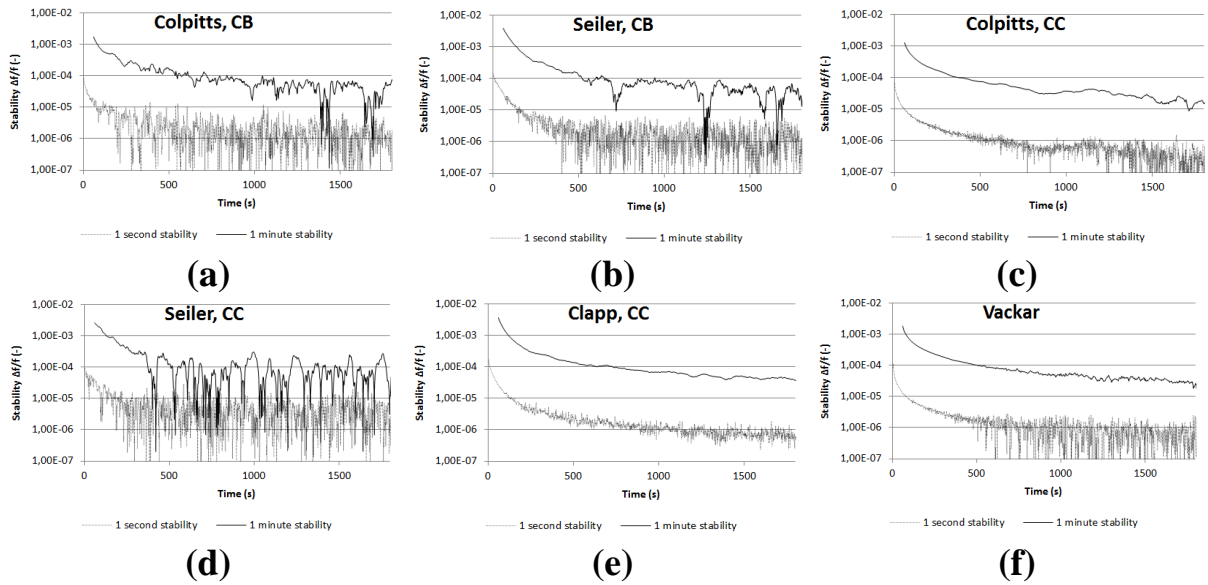 Colpitts, CB
Stability Δf/f (-)
1,00E-02
1,00E-03
1,00E-04
1,00E-05
1,00E-06
1,00E-07
0 500 1000 1500
Time (s)
1 second stability 1 minute stability
(a)
Seiler, CB
Stability Δf/f (-)
1,00E-02
1,00E-03
1,00E-04
1,00E-05
1,00E-06
1,00E-07
0 500 1000 1500
Time (s)
1 second stability 1 minute stability
(b)
Colpitts, CC
Stability Δf/f (-)
1,00E-02
1,00E-03
1,00E-04
1,00E-05
1,00E-06
1,00E-07
0 500 1000 1500
Time (s)
1 second stability 1 minute stability
(c)
Seiler, CC
Stability Δf/f (-)
1,00E-02
1,00E-03
1,00E-04
1,00E-05
1,00E-06
1,00E-07
0 500 1000 1500
Time (s)
1 second stability 1 minute stability
(d)
Clapp, CC
Stability Δf/f (-)
1,00E-02
1,00E-03
1,00E-04
1,00E-05
1,00E-06
1,00E-07
0 500 1000 1500
Time (s)
1 second stability 1 minute stability
(e)
Vackar
Stability Δf/f (-)
1,00E-02
1,00E-03
1,00E-04
1,00E-05
1,00E-06
1,00E-07
0 500 1000 1500
Time (s)
1 second stability 1 minute stability
(f)